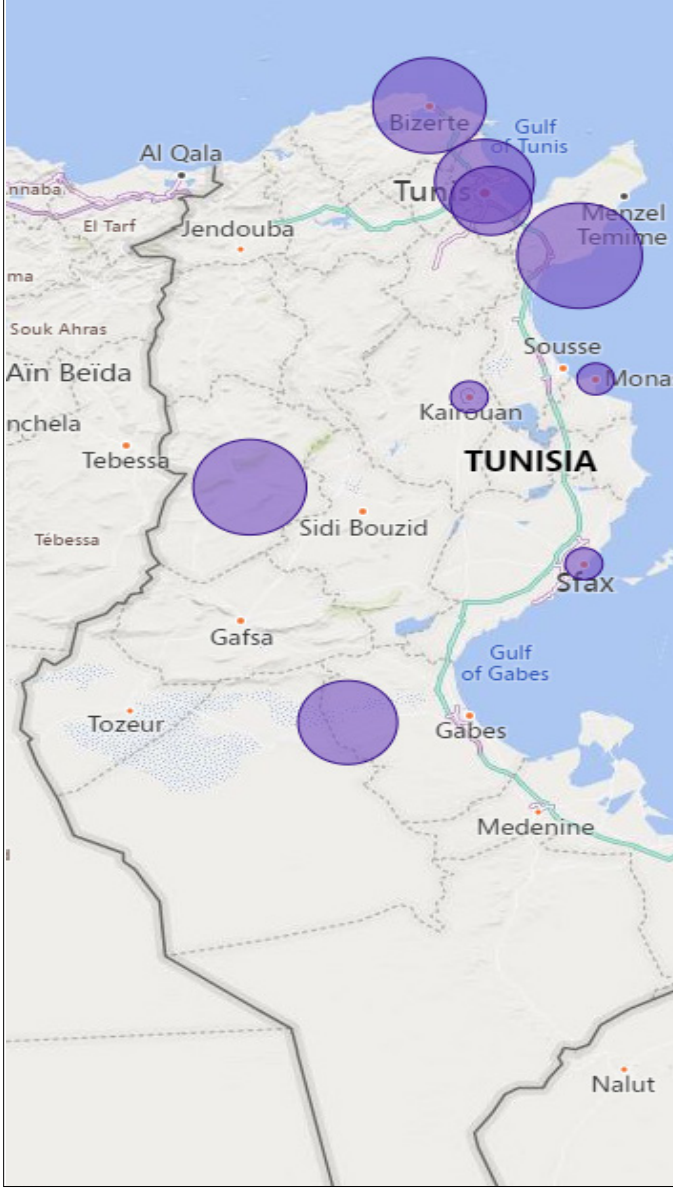 Bizerte
Gulf
of Tunis
Al Qala
nnaba
Tunis
Menzel
Temime
El Tarf
Jendouba
ma
Souk Ahras
Sousse
Aïn Beïda
Mona
Kairouan
nchela
Tebessa
TUNISIA
Sidi Bouzid
Tébessa
Sfax
Gafsa
Gulf
of Gabes
Tozeur
Gabes
Medenine
Nalut